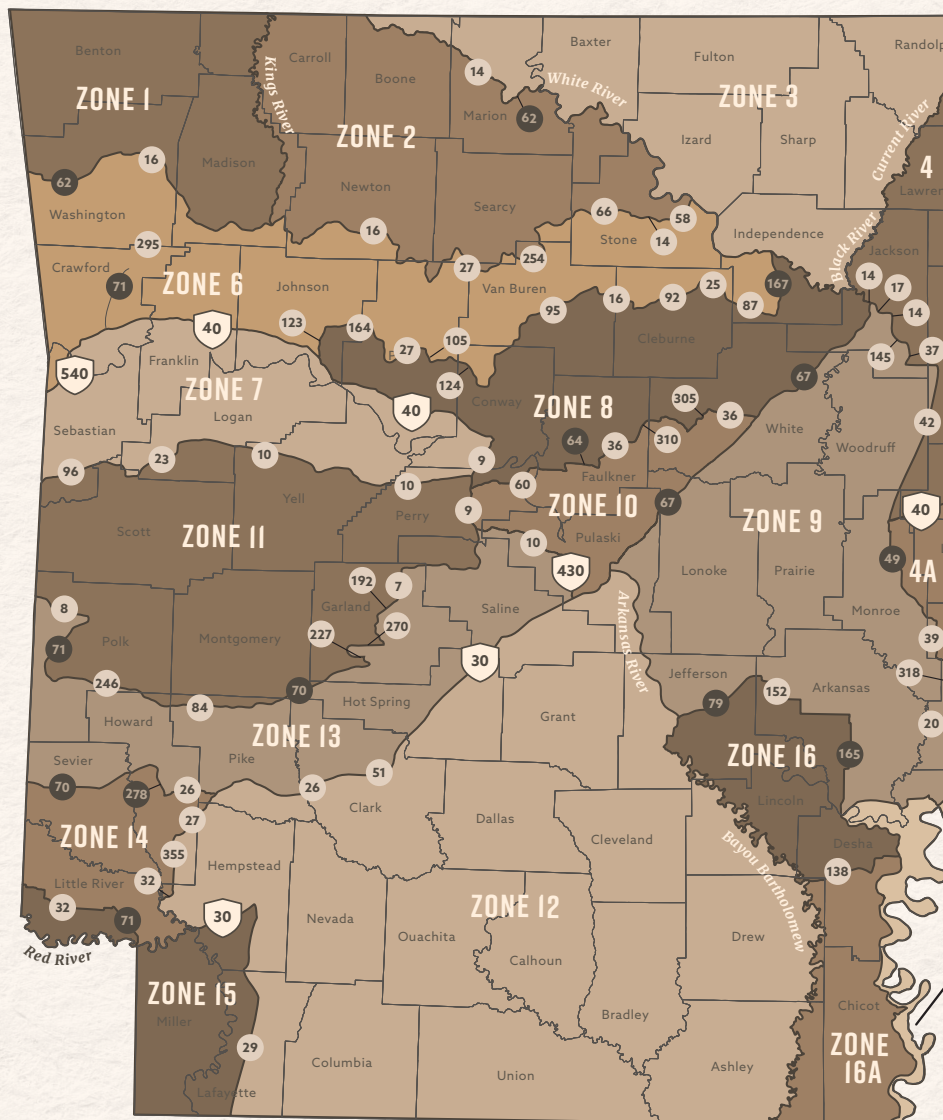 Baxter
Fulton
Randolp
Benton
Carroll
Boone
14
White River
ZONE 1
Kings River
ZONE 2
Marion
62
ZONE 3
Current River
Izard
Sharp
4
16
Madison
62
Newton
Lawren
Washington
Searcy
66
58
16
Stone
14
Independence
Black River
295
Jackson
Crawford
71
ZONE 6
Johnson
27
254
Van Buren
16
92
25
87
167
14
17
14
123
40
164
95
Cleburne
27
105
145
37
Franklin
540
ZONE 7
124
67
Logan
40
Conway
ZONE 8
305
36
White
42
Sebastian
64
36
310
Woodruff
96
23
10
9
10
60
Faulkner
Yell
9
Perry
ZONE 10
67
40
Scott
ZONE 11
10
Pulaski
ZONE 9
430
49
4A
192
7
Lonoke
Prairie
8
Garland
Saline
Arkansas River
Monroe
71
Polk
Montgomery
227
270
39
30
318
246
70
Jefferson
Arkansas
84
Hot Spring
79
152
Howard
Grant
20
ZONE 13
Sevier
Pike
ZONE 16
165
70
278
26
26
51
Clark
Lincoln
27
Dallas
ZONE 14
355
Cleveland
Desha
Hempstead
Bayou Bartholomew
138
Little River
32
32
71
30
Nevada
ZONE 12
Ouachita
Drew
Red River
Calhoun
ZONE 15
Miller
Bradley
Chicot
29
Columbia
Union
Ashley
ZONE
16A
Lafayette